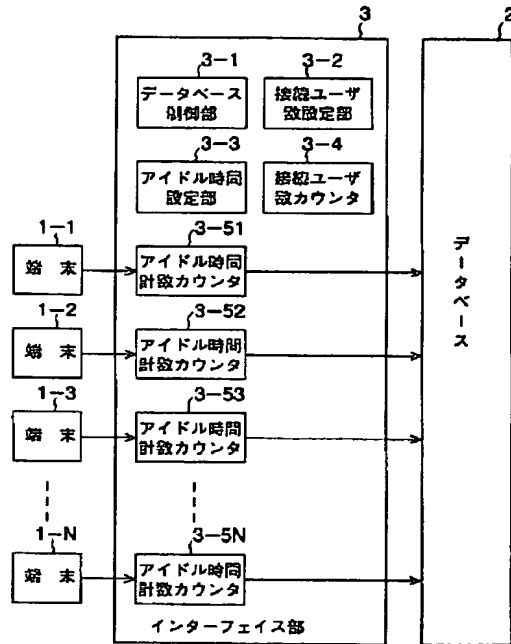 3
2
3-1
3-2
データベース
制御部
接続ユーザ
数設定部
3-3
3-4
アイドル時間
設定部
接続ユーザ
数カウンタ
1-1
3-51
端末
アイドル時間
計数カウンタ
データベース
1-2
3-52
端末
アイドル時間
計数カウンタ
1-3
3-53
端末
アイドル時間
計数カウンタ
1-N
3-5N
端末
アイドル時間
計数カウンタ
インターフェイス部